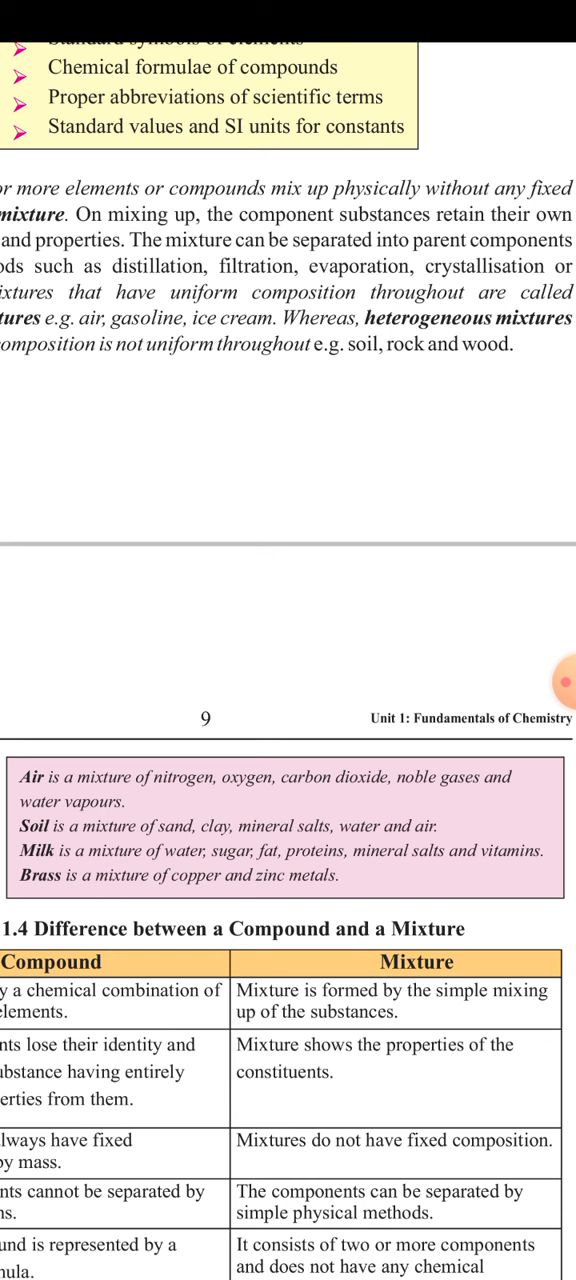 Standard symbols of elements
Chemical formulae of compounds
Proper abbreviations of scientific terms
Standard values and SI units for constants
or more elements or compounds mix up physically without any fixed
mixture. On mixing up, the component substances retain their own
and properties. The mixture can be separated into parent components
ods such as distillation, filtration, evaporation, crystallisation or
ixtures that have uniform composition throughout are called
tures e.g. air, gasoline, ice cream. Whereas, heterogeneous mixtures
composition is not uniform throughout e.g. soil, rock and wood.
9 Unit 1: Fundamentals of Chemistry
Air is a mixture of nitrogen, oxygen, carbon dioxide, noble gases and
water vapours.
Soil is a mixture of sand, clay, mineral salts, water and air.
Milk is a mixture of water, sugar, fat, proteins, mineral salts and vitamins.
Brass is a mixture of copper and zinc metals.
1.4 Difference between a Compound and a Mixture
Compound
Mixture
y a chemical combination of
elements.
Mixture is formed by the simple mixing
up of the substances.
nts lose their identity and
ubstance having entirely
erties from them.
Mixture shows the properties of the
constituents.
lways have fixed
by mass.
Mixtures do not have fixed composition.
nts cannot be separated by
ns.
The components can be separated by
simple physical methods.
und is represented by a
mula.
It consists of two or more components
and does not have any chemical